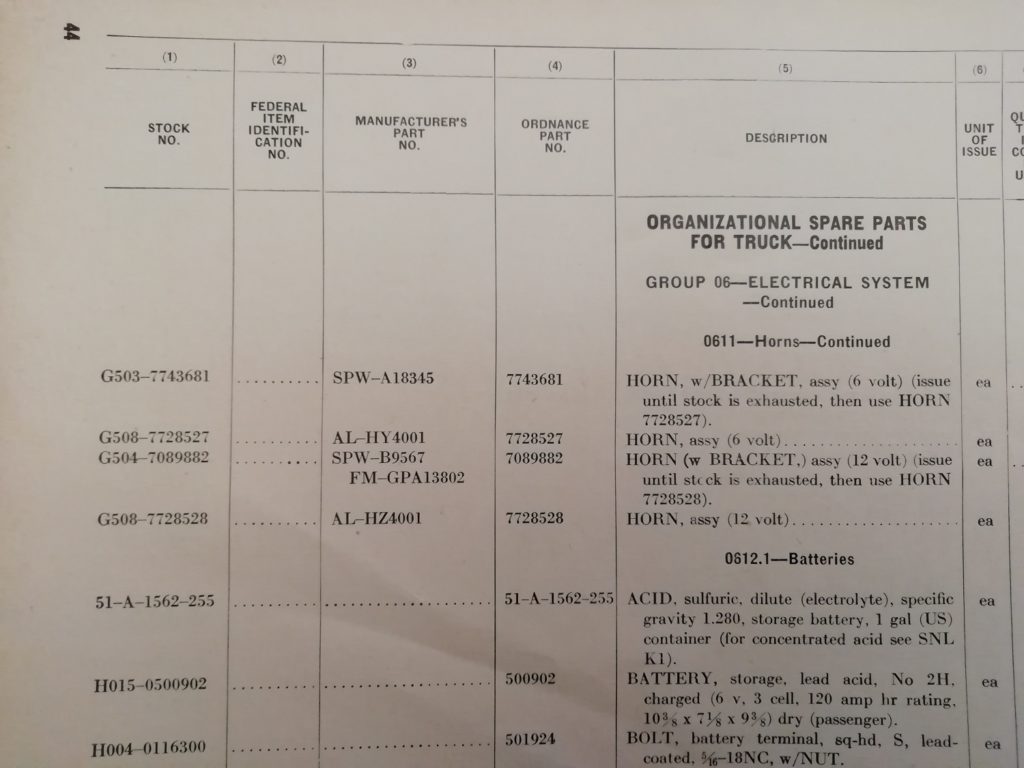 44
(1) (2) (3) (4) (5) (6)
STOCK NO.
FEDERAL ITEM IDENTIFI-CATION NO.
MANUFACTURER'S PART NO.
ORDNANCE PART NO.
DESCRIPTION
UNIT OF ISSUE
ORGANIZATIONAL SPARE PARTS
FOR TRUCK—Continued
GROUP 06—ELECTRICAL SYSTEM
—Continued
0611—Horns—Continued
G503–7743681 .......... SPW–A18345 7743681 HORN, w/BRACKET, assy (6 volt) (issue ea
until stock is exhausted, then use HORN
7728527).
G508–7728527 .......... AL–HY4001 7728527 HORN, assy (6 volt)...................... ea
G504–7089882 .......... SPW–B9567 7089882 HORN (w BRACKET,) assy (12 volt) (issue ea
FM–GPA13802 until stock is exhausted, then use HORN
7728528).
G508–7728528 .......... AL–HZ4001 7728528 HORN, assy (12 volt)..................... ea
0612.1—Batteries
51–A–1562–255 .......... .................... 51–A–1562–255 ACID, sulfuric, dilute (electrolyte), specific ea
gravity 1.280, storage battery, 1 gal (US)
container (for concentrated acid see SNL
K1).
H015–0500902 .......... .................... 500902 BATTERY, storage, lead acid, No 2H, ea
charged (6 v, 3 cell, 120 amp hr rating,
10⅜ x 7⅛ x 9⅜) dry (passenger).
H004–0116300 .......... .................... 501924 BOLT, battery terminal, sq-hd, S, lead- ea
coated, 5/16–18NC, w/NUT.